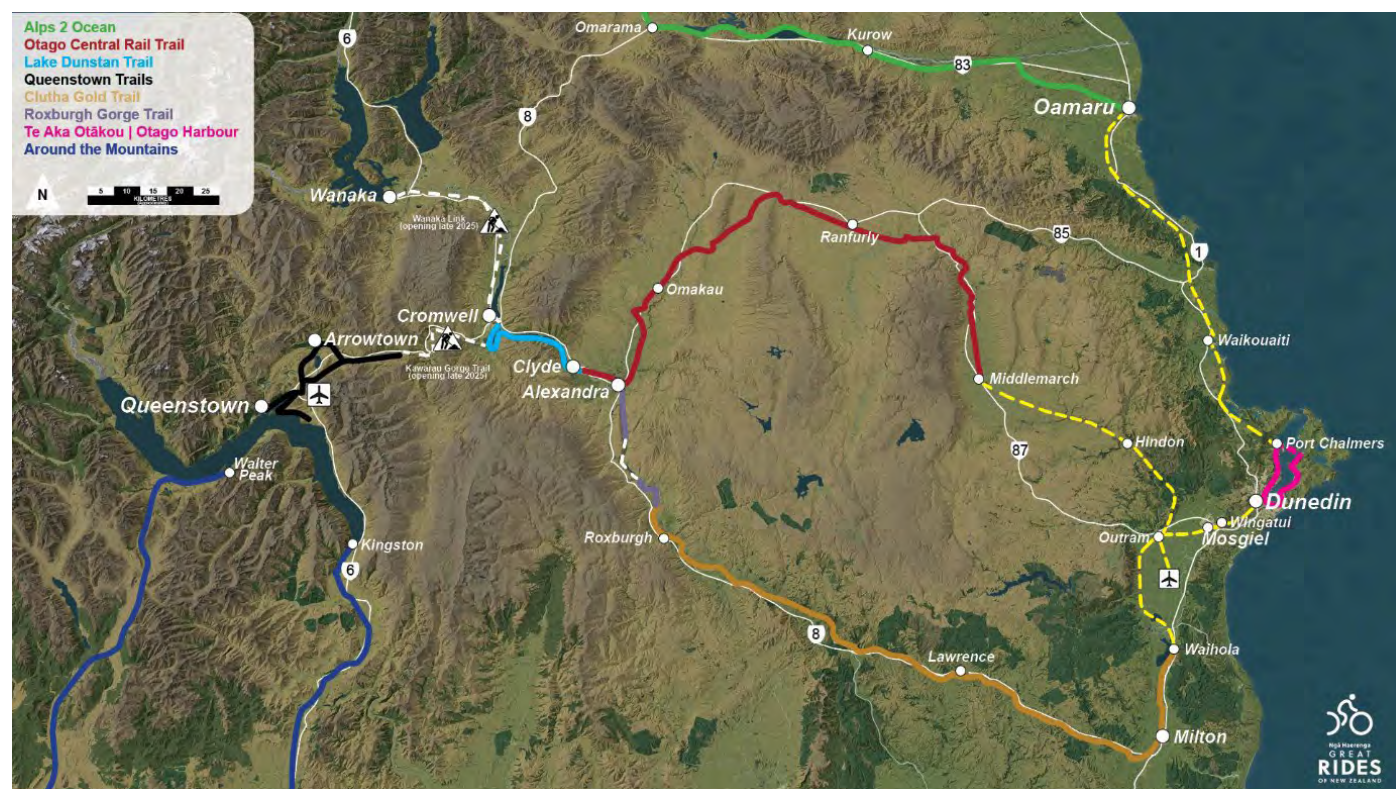 Alps 2 Ocean
Otago Central Rail Trail
Lake Dunstan Trail
Queenstown Trails
Clutha Gold Trail
Roxburgh Gorge Trail
Te Aka Otākou | Otago Harbour
Around the Mountains
N
5 10 15 20 25
KILOMETRES
6
Omarama
Kurow
83
8
Oamaru
Wanaka
Wanaka Link
(opening late 2025)
Ranfurly
85
1
Omakau
Cromwell
Arrowtown
Waikouaiti
Kawarau Gorge Trail
(opening late 2025)
Clyde
Alexandra
Middlemarch
Queenstown
Hindon
Port Chalmers
87
Walter
Peak
Dunedin
Wingatui
Mosgiel
Outram
Roxburgh
Kingston
6
8
Waihola
Lawrence
Milton
Ngā Haerenga
GREAT
RIDES
OF NEW ZEALAND